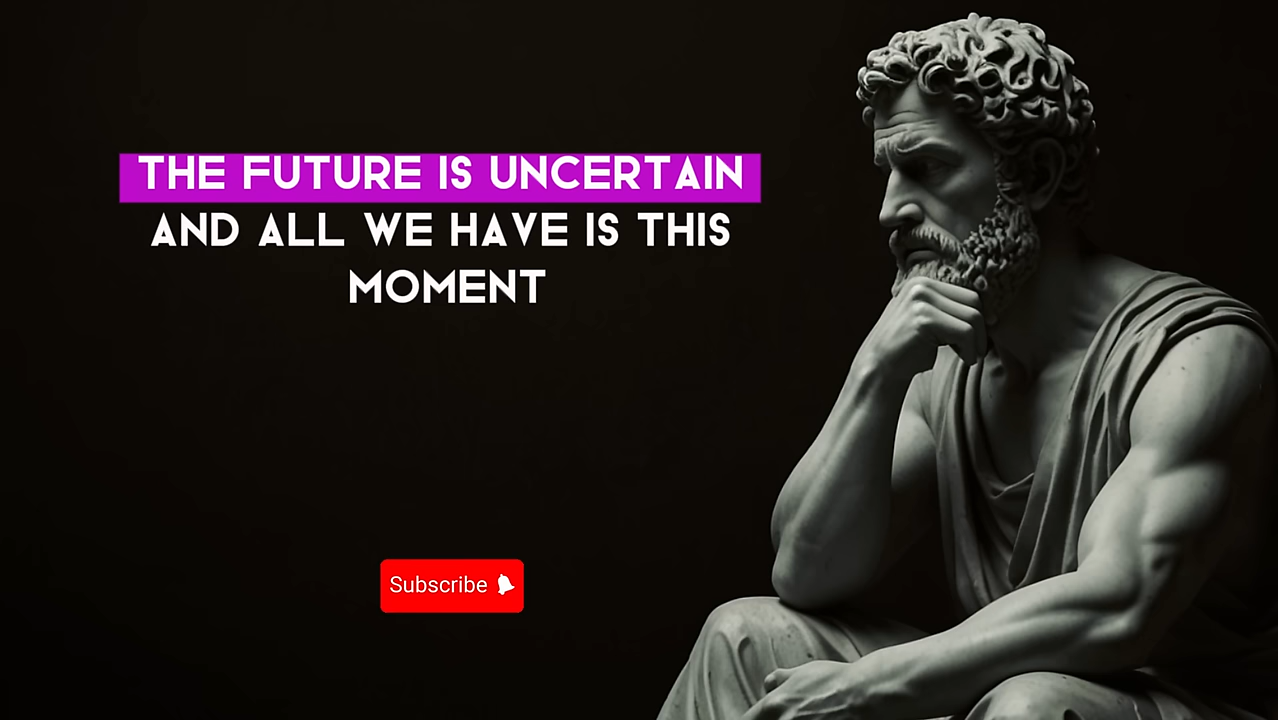 THE FUTURE IS UNCERTAIN
AND ALL WE HAVE IS THIS
MOMENT
Subscribe